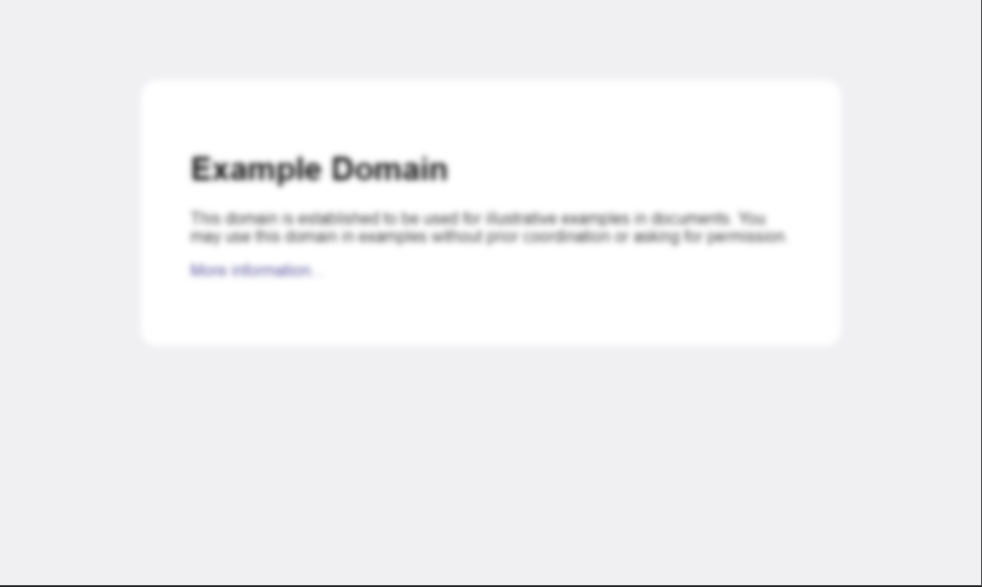 Example Domain
This domain is established to be used for illustrative examples in documents. You
may use this domain in examples without prior coordination or asking for permission.
More information...